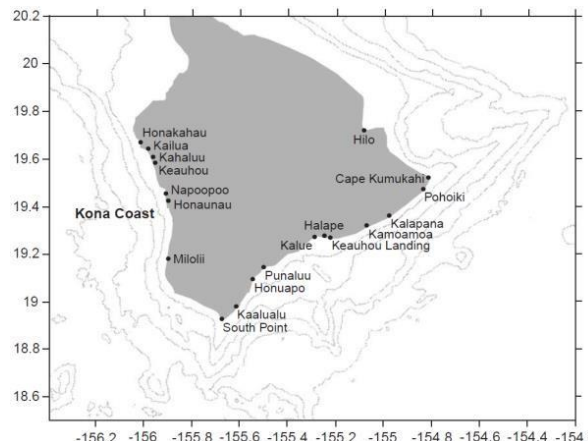 20.2
20
19.8
19.6
19.4
19.2
19
18.8
18.6
Honakahau
Kailua
Kahaluu
Keauhou
Napoopoo
Honaunau
Kona Coast
Milolii
Hilo
Cape Kumukahi
Pohoiki
Kalapana
Kamoamoa
Halape
Kalue
Keauhou Landing
Punaluu
Honuapo
Kaalualu
South Point
-156.2 -156 -155.8 -155.6 -155.4 -155.2 -155 -154.8 -154.6 -154.4